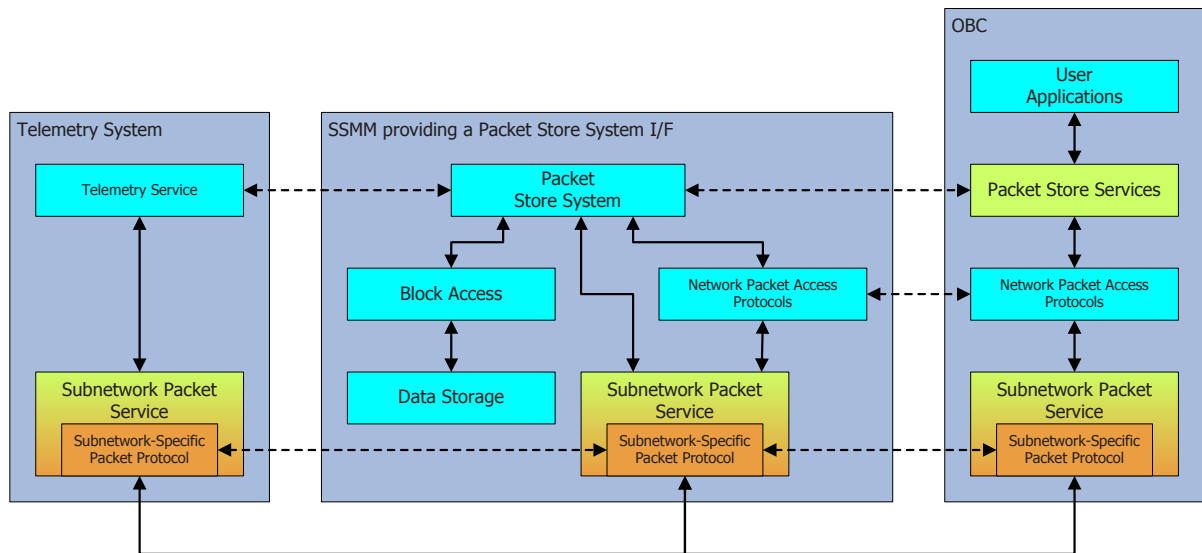 OBC
User
Applications
Telemetry System
SSMM providing a Packet Store System I/F
Telemetry Service
Packet
Store System
Packet Store Services
Block Access
Network Packet Access
Protocols
Network Packet Access
Protocols
Subnetwork Packet
Service
Data Storage
Subnetwork Packet
Service
Subnetwork Packet
Service
Subnetwork-Specific
Packet Protocol
Subnetwork-Specific
Packet Protocol
Subnetwork-Specific
Packet Protocol